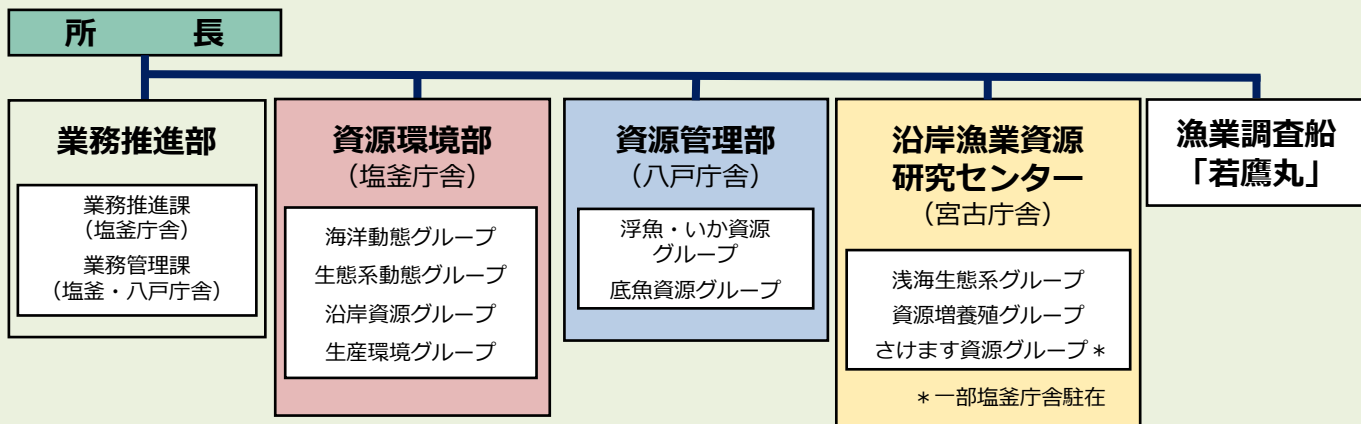 所　　長
業務推進部
業務推進課
（塩釜庁舎）
業務管理課
（塩釜・八戸庁舎）
資源環境部
（塩釜庁舎）
海洋動態グループ
生態系動態グループ
沿岸資源グループ
生産環境グループ
資源管理部
（八戸庁舎）
浮魚・いか資源
グループ
底魚資源グループ
沿岸漁業資源
研究センター
（宮古庁舎）
浅海生態系グループ
資源増養殖グループ
さけます資源グループ＊
＊一部塩釜庁舎駐在
漁業調査船
「若鷹丸」